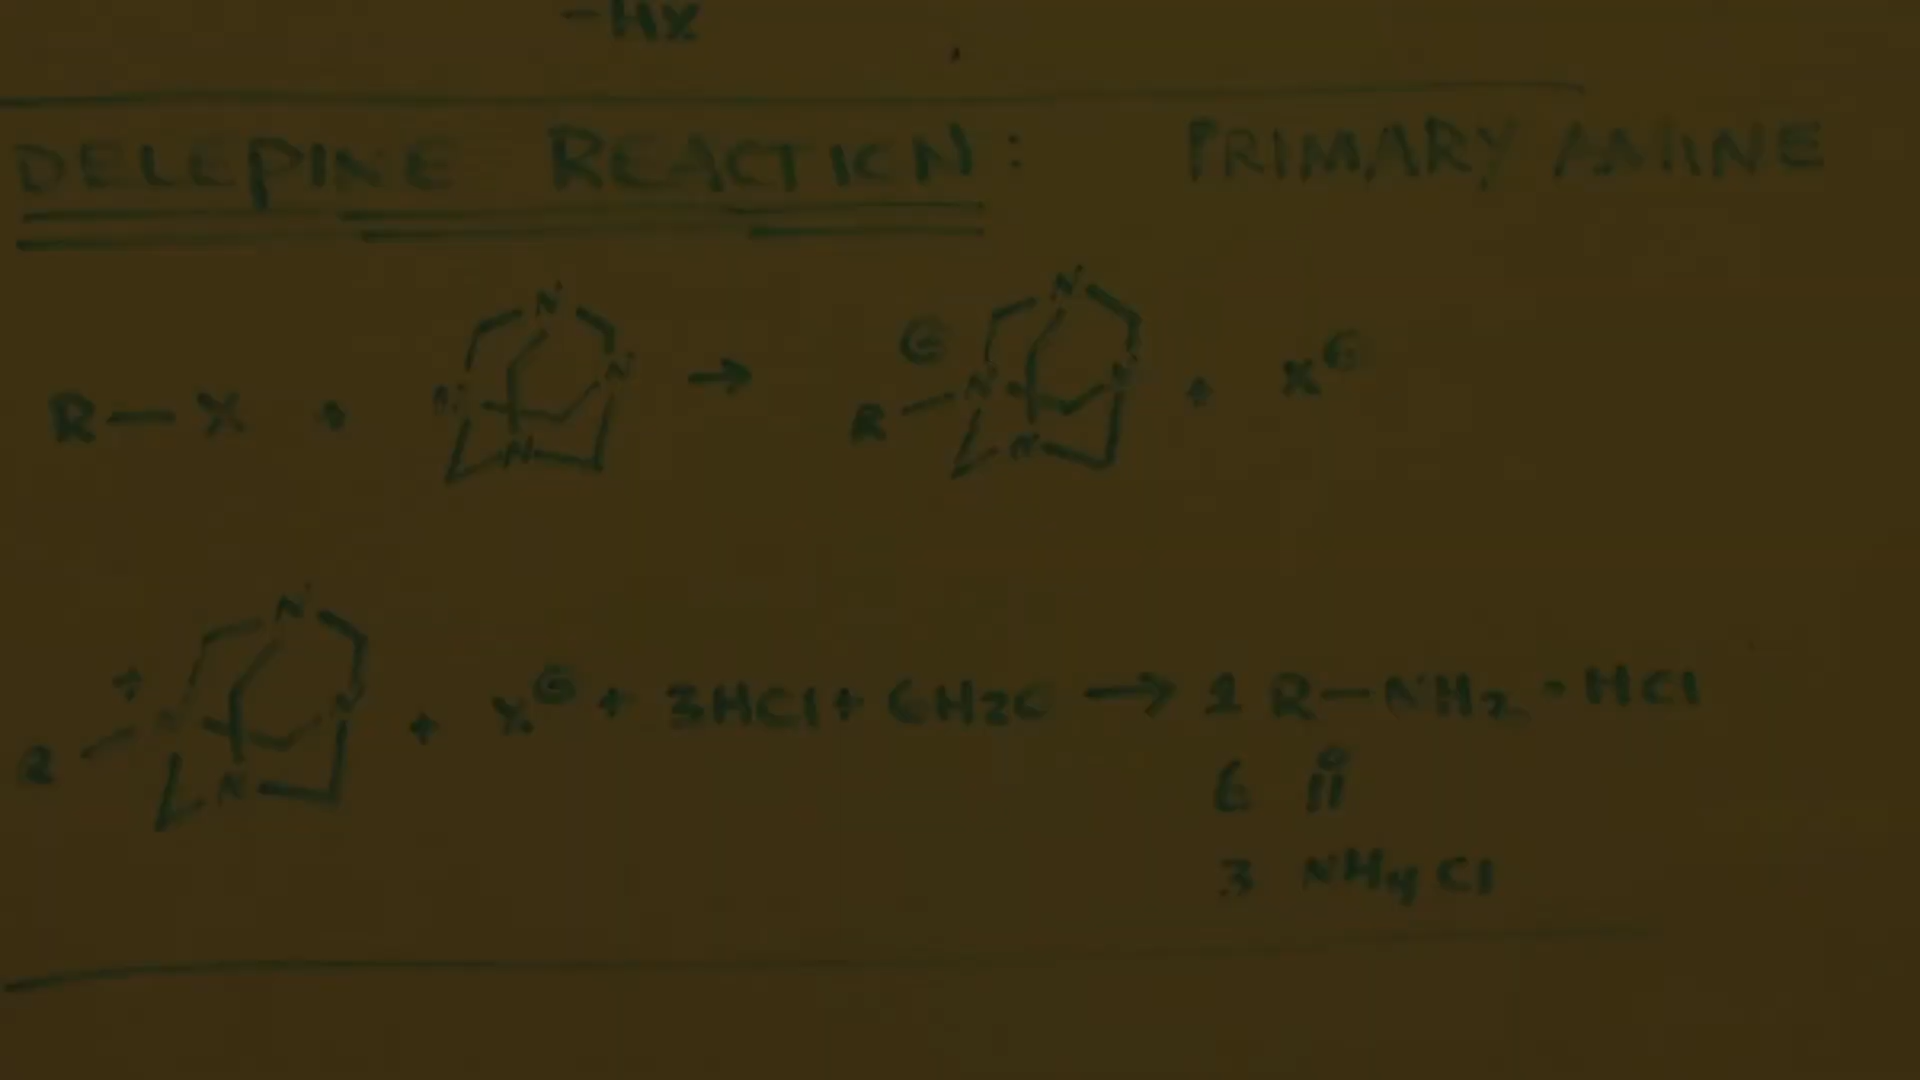 -HX
DELEPINE REACTION: PRIMARY AMINE
N
N
R—X + N → R—N N + X⊖
N
N
R—N N + X⊖ + 3HCl + 6H2O → 1 R—NH2·HCl
N
6
3 NH4Cl